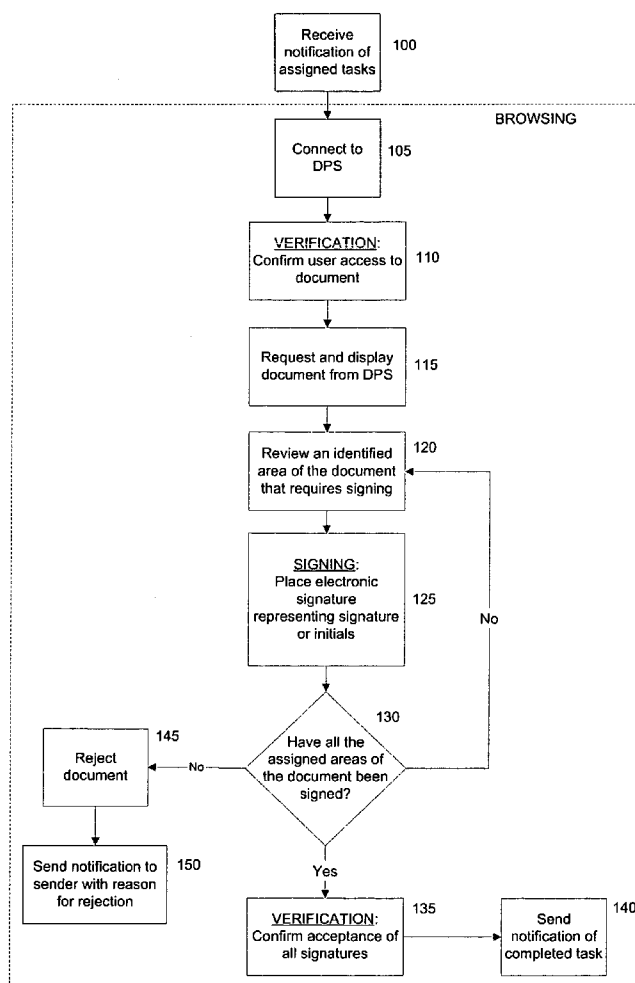 Receive
notification of
assigned tasks
100
BROWSING
Connect to
DPS
105
VERIFICATION:
Confirm user access to
document
110
Request and display
document from DPS
115
120
Review an identified
area of the document
that requires signing
SIGNING:
Place electronic
signature
representing signature
or initials
125
No
130
Have all the
assigned areas of
the document been
signed?
145
Reject
document
No
Send notification to
sender with reason
for rejection
150
Yes
VERIFICATION:
Confirm acceptance of
all signatures
135
Send
notification of
completed task
140